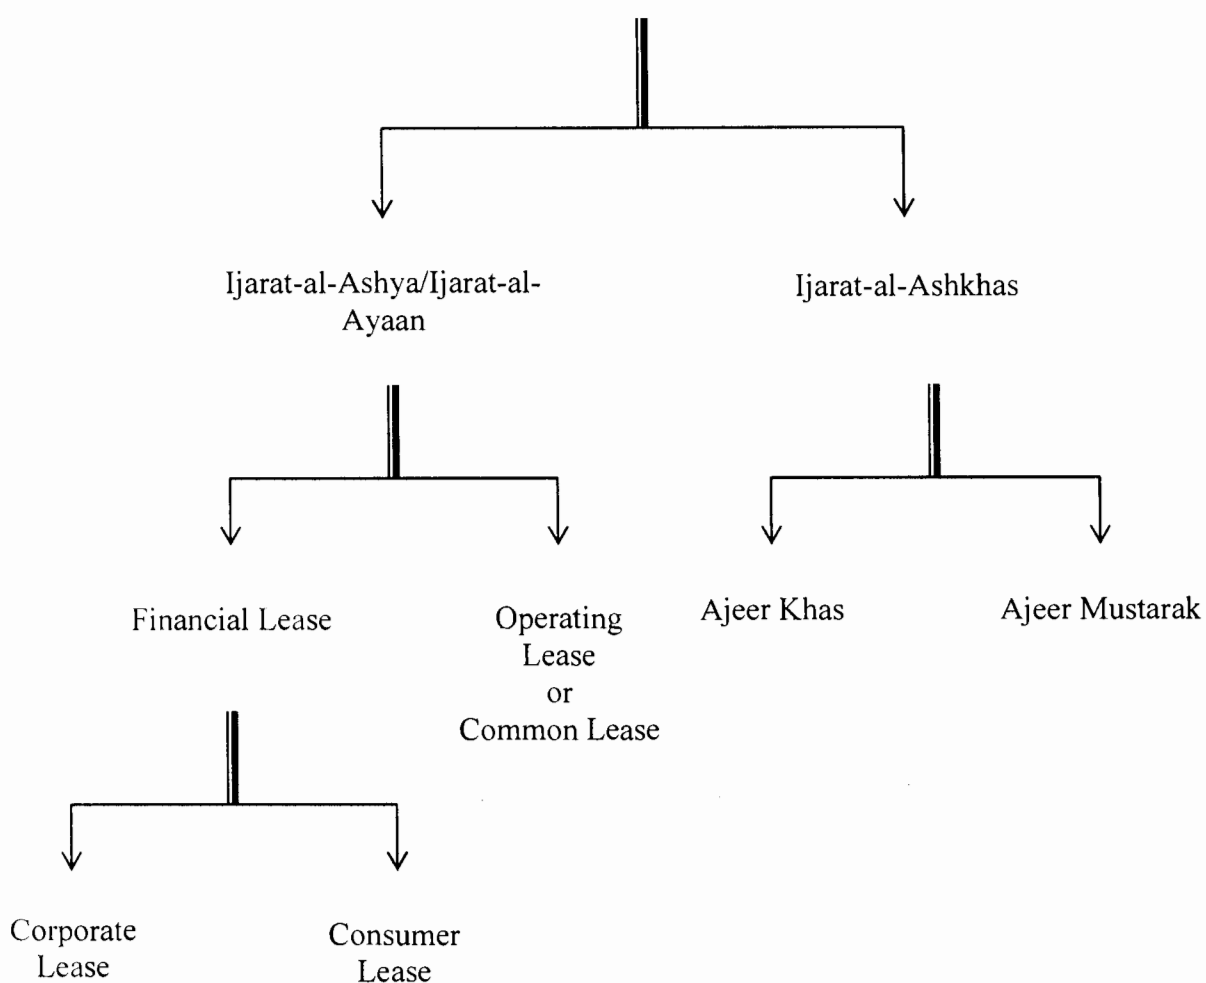 Ijarat-al-Ashya/Ijarat-al-
Ayaan
Ijarat-al-Ashkhas
Financial Lease
Operating
Lease
or
Common Lease
Ajeer Khas
Ajeer Mustarak
Corporate
Lease
Consumer
Lease